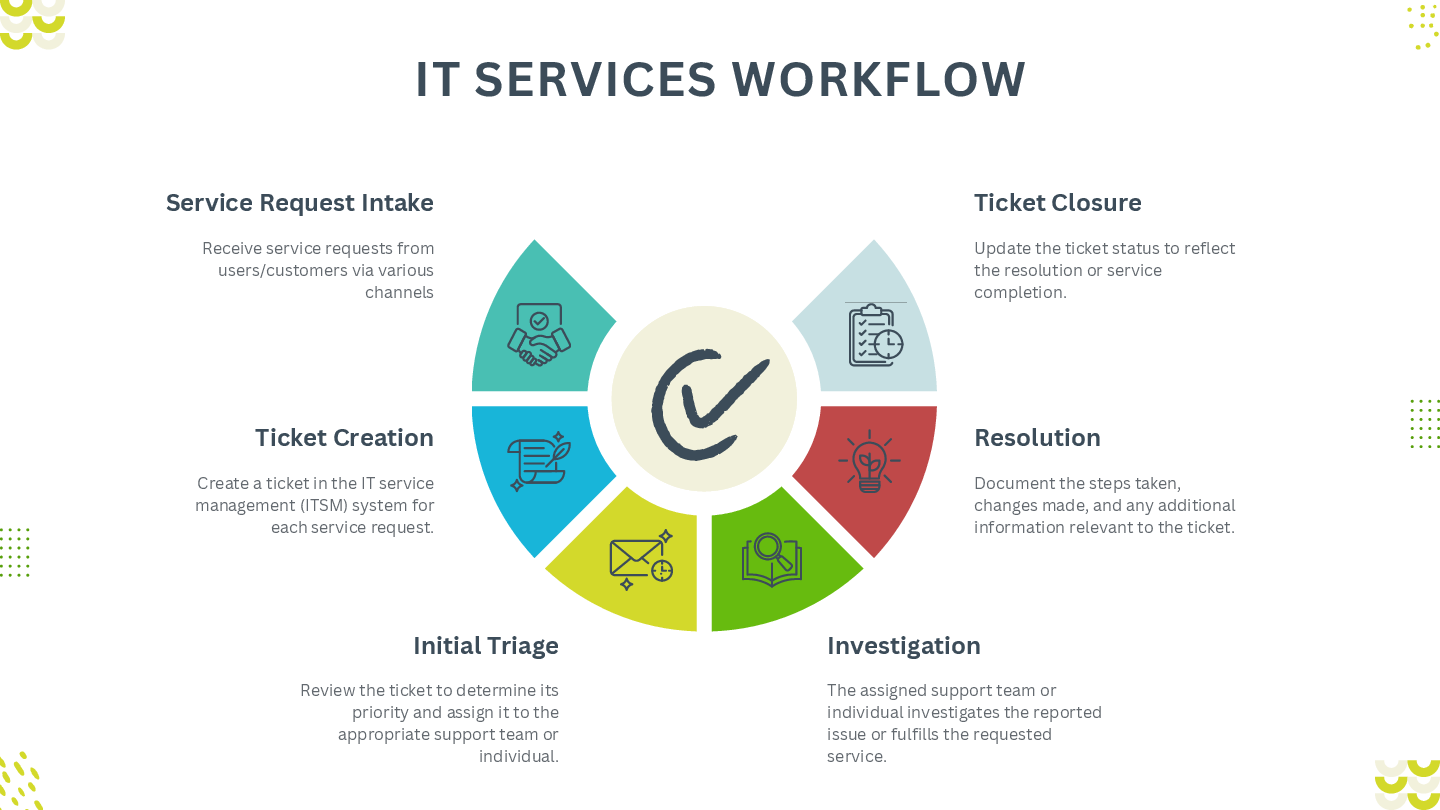 IT SERVICES WORKFLOW
Service Request Intake
Receive service requests from
users/customers via various
channels
Ticket Creation
Create a ticket in the IT service
management (ITSM) system for
each service request.
Initial Triage
Review the ticket to determine its
priority and assign it to the
appropriate support team or
individual.
Investigation
The assigned support team or
individual investigates the reported
issue or fulfills the requested
service.
Resolution
Document the steps taken,
changes made, and any additional
information relevant to the ticket.
Ticket Closure
Update the ticket status to reflect
the resolution or service
completion.